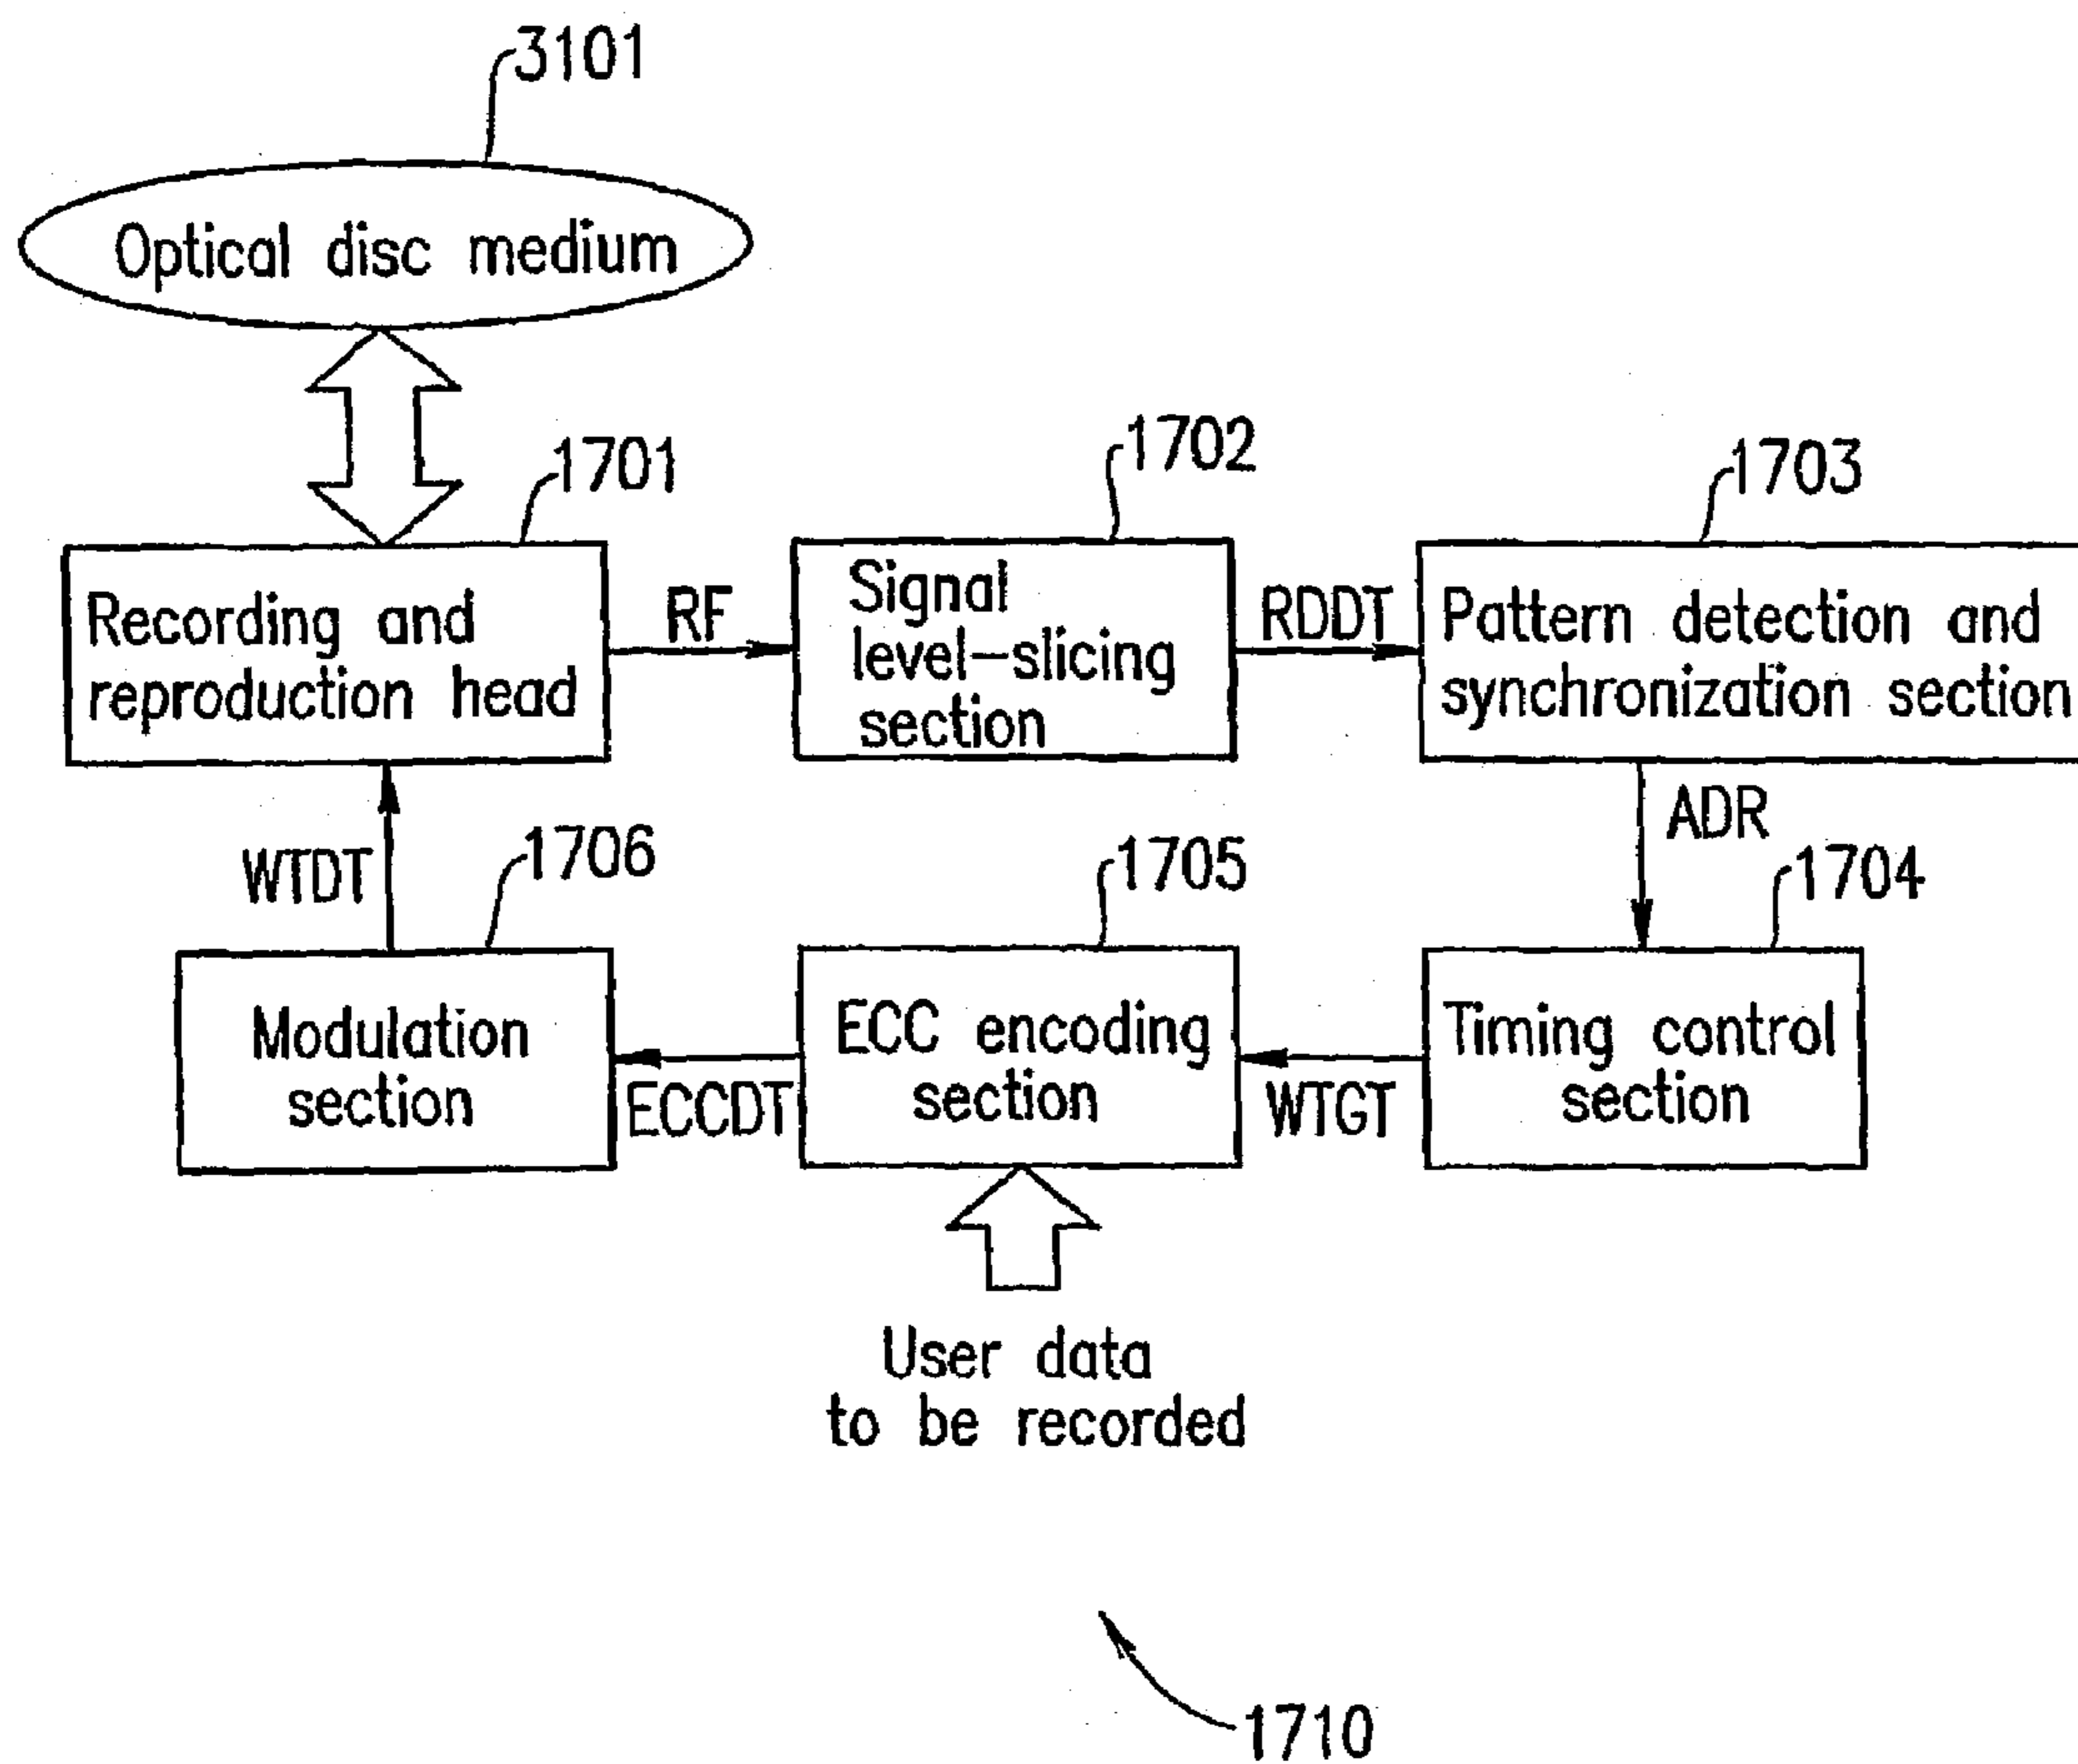 3101
Optical disc medium
1701
1702
1703
Recording and
reproduction head
RF
Signal
level-slicing
section
RDDT
Pattern detection and
synchronization section
WTDT
1706
1705
ADR
1704
Modulation
section
ECCDT
ECC encoding
section
WTGT
Timing control
section
User data
to be recorded
1710